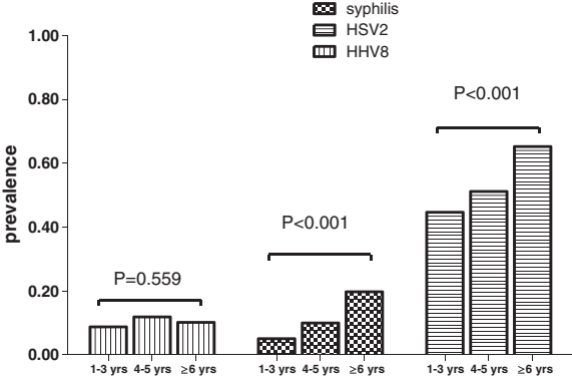 syphilis
HSV2
HHV8
prevalence
1.00
0.80
0.60
0.40
0.20
0.00
P=0.559
P<0.001
P<0.001
1-3 yrs 4-5 yrs ≥6 yrs 1-3 yrs 4-5 yrs ≥6 yrs 1-3 yrs 4-5 yrs ≥6 yrs